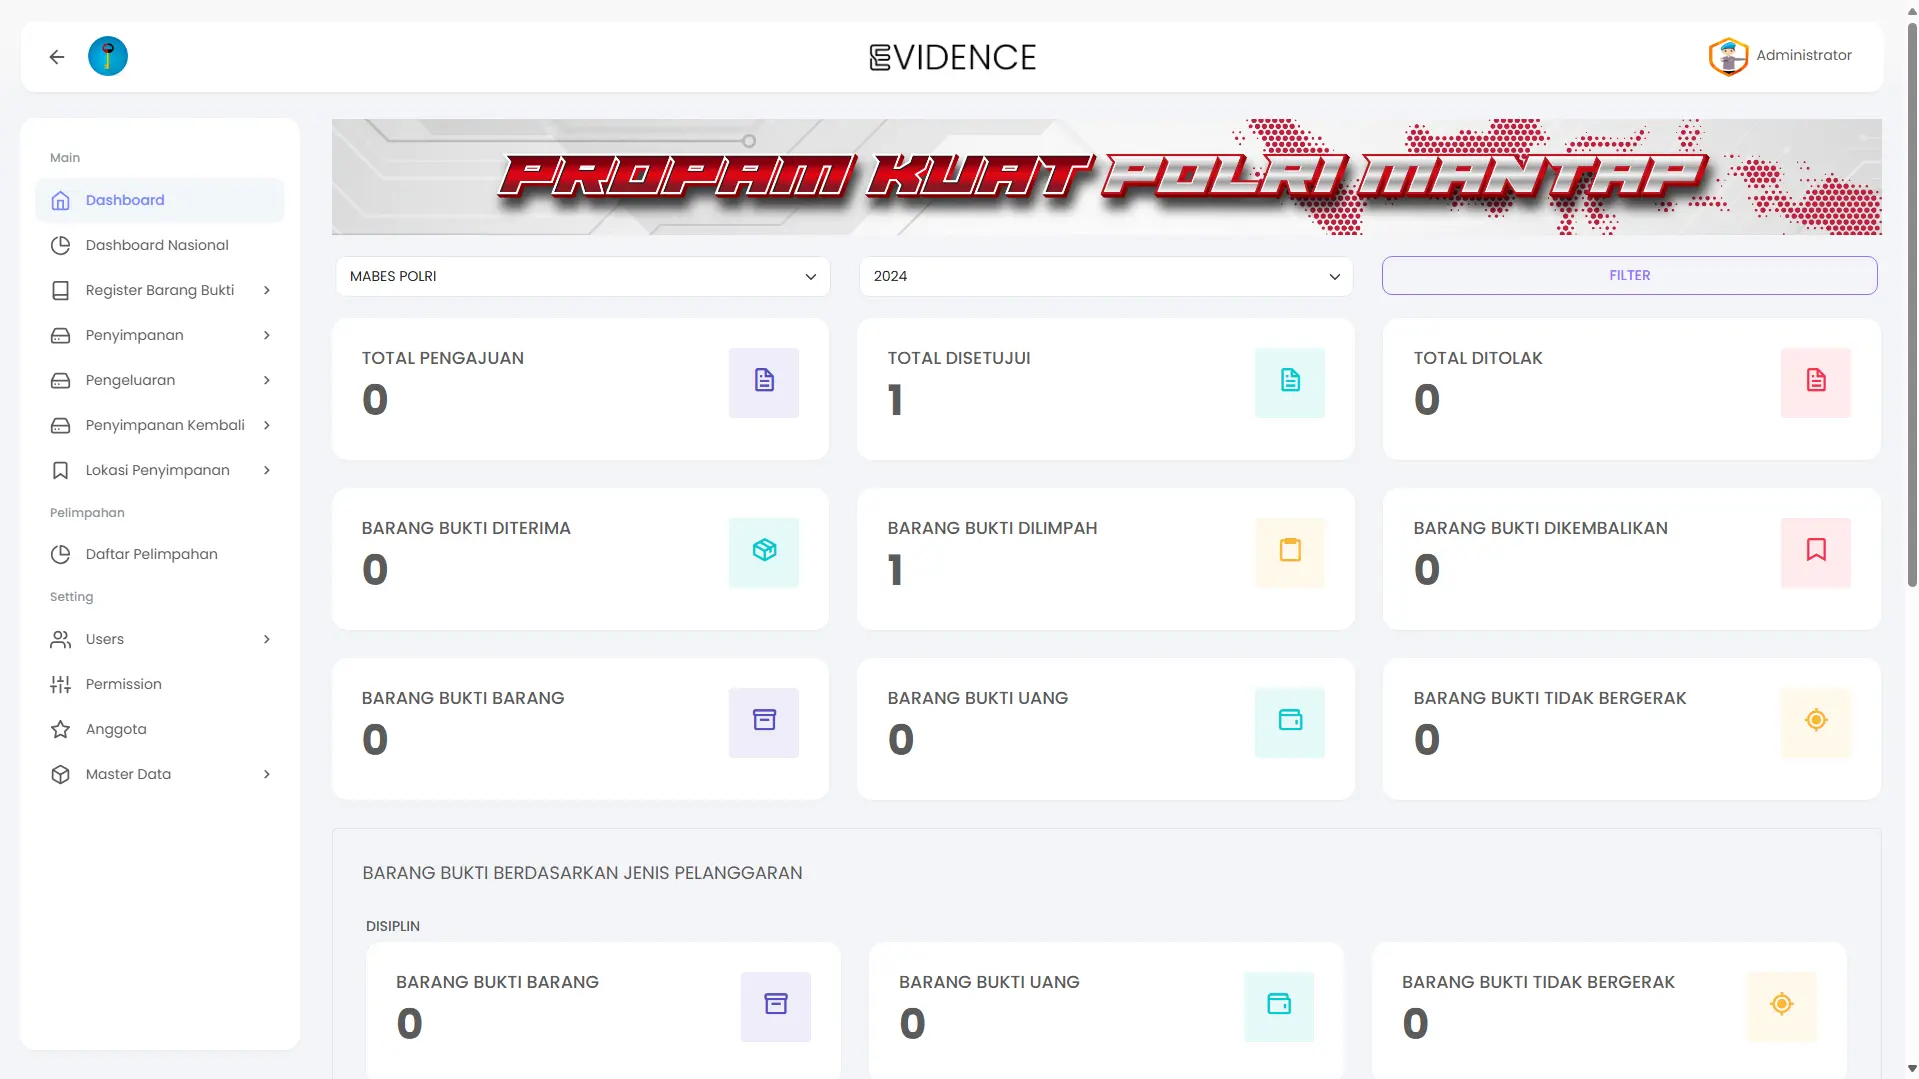 EVIDENCE
Administrator
Main
Dashboard
Dashboard Nasional
Register Barang Bukti
Penyimpanan
Pengeluaran
Penyimpanan Kembali
Lokasi Penyimpanan
Pelimpahan
Daftar Pelimpahan
Setting
Users
Permission
Anggota
Master Data
PROPAM KUAT POLRI MANTAP
MABES POLRI
2024
FILTER
TOTAL PENGAJUAN
0
TOTAL DISETUJUI
1
TOTAL DITOLAK
0
BARANG BUKTI DITERIMA
0
BARANG BUKTI DILIMPAH
1
BARANG BUKTI DIKEMBALIKAN
0
BARANG BUKTI BARANG
0
BARANG BUKTI UANG
0
BARANG BUKTI TIDAK BERGERAK
0
BARANG BUKTI BERDASARKAN JENIS PELANGGARAN
DISIPLIN
BARANG BUKTI BARANG
0
BARANG BUKTI UANG
0
BARANG BUKTI TIDAK BERGERAK
0